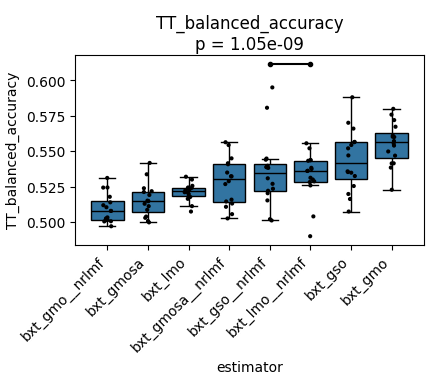 TT_balanced_accuracy
p = 1.05e-09
TT_balanced_accuracy
0.600
0.575
0.550
0.525
0.500
bxt_gmo__nrlmf
bxt_gmosa
bxt_lmo
bxt_gmosa__nrlmf
bxt_gso__nrlmf
bxt_lmo__nrlmf
bxt_gso
bxt_gmo
estimator